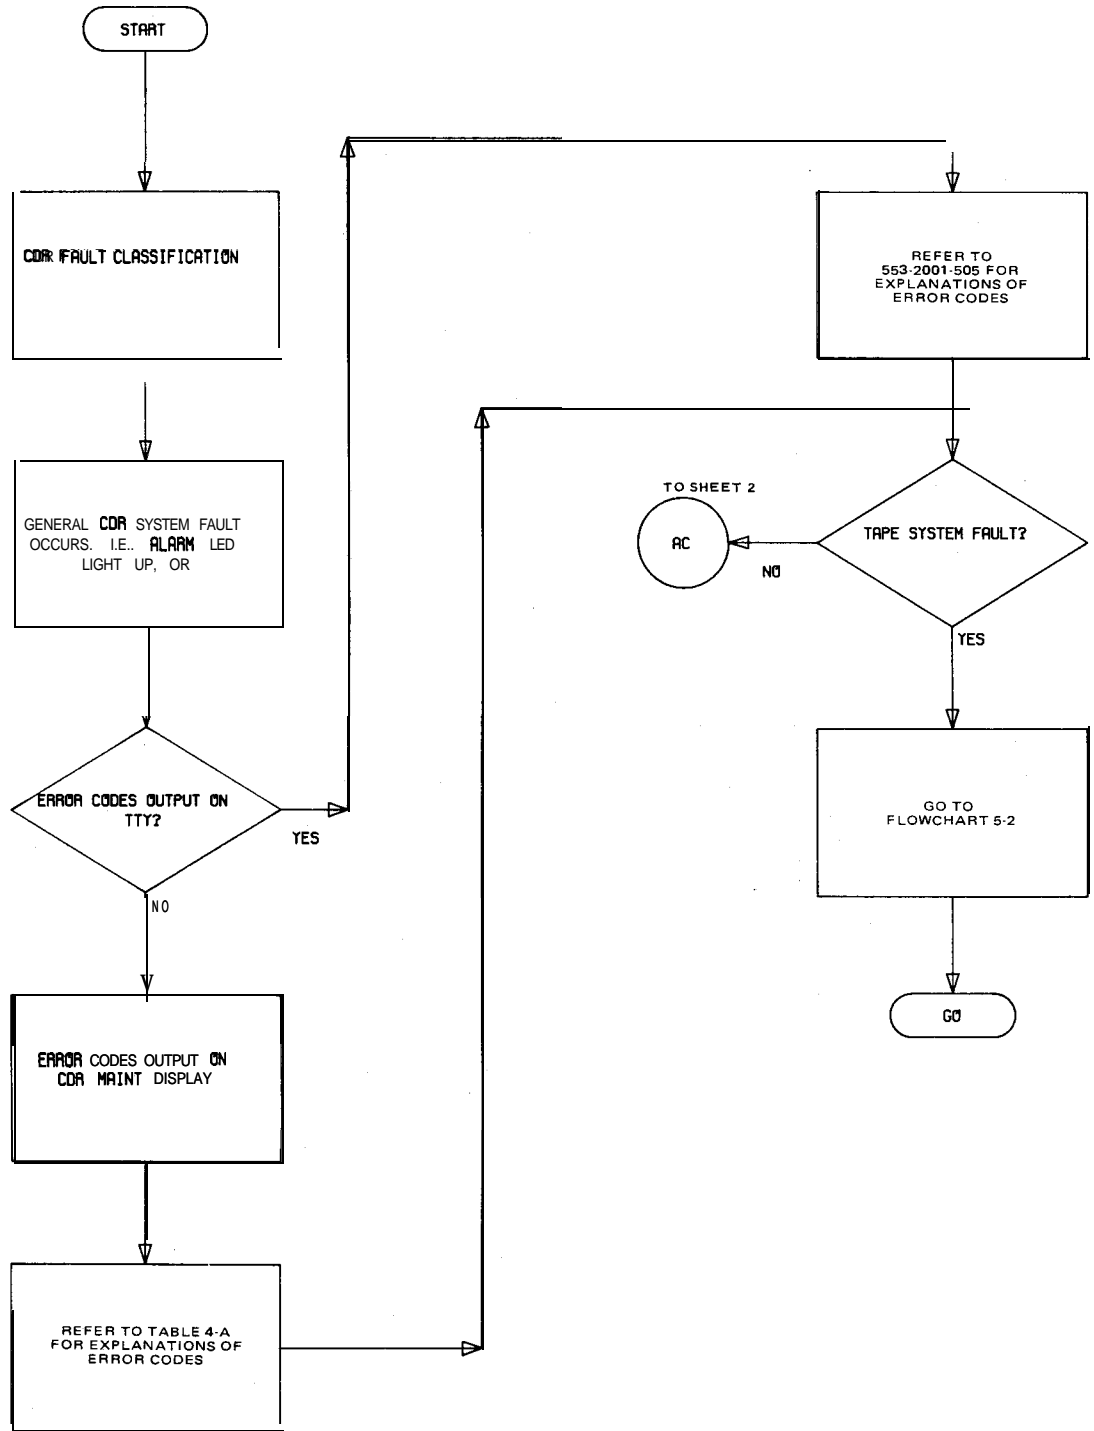 START
CDR FAULT CLASSIFICATION
GENERAL CDR SYSTEM FAULT
OCCURS. I.E.. ALARM LED
LIGHT UP, OR
ERROR CODES OUTPUT ON
TTY?
YES
NO
ERROR CODES OUTPUT ON
CDR MAINT DISPLAY
REFER TO TABLE 4-A
FOR EXPLANATIONS OF
ERROR CODES
REFER TO
553-2001-505 FOR
EXPLANATIONS OF
ERROR CODES
TO SHEET 2
AC
NO
TAPE SYSTEM FAULT?
YES
GO TO
FLOWCHART 5-2
GO